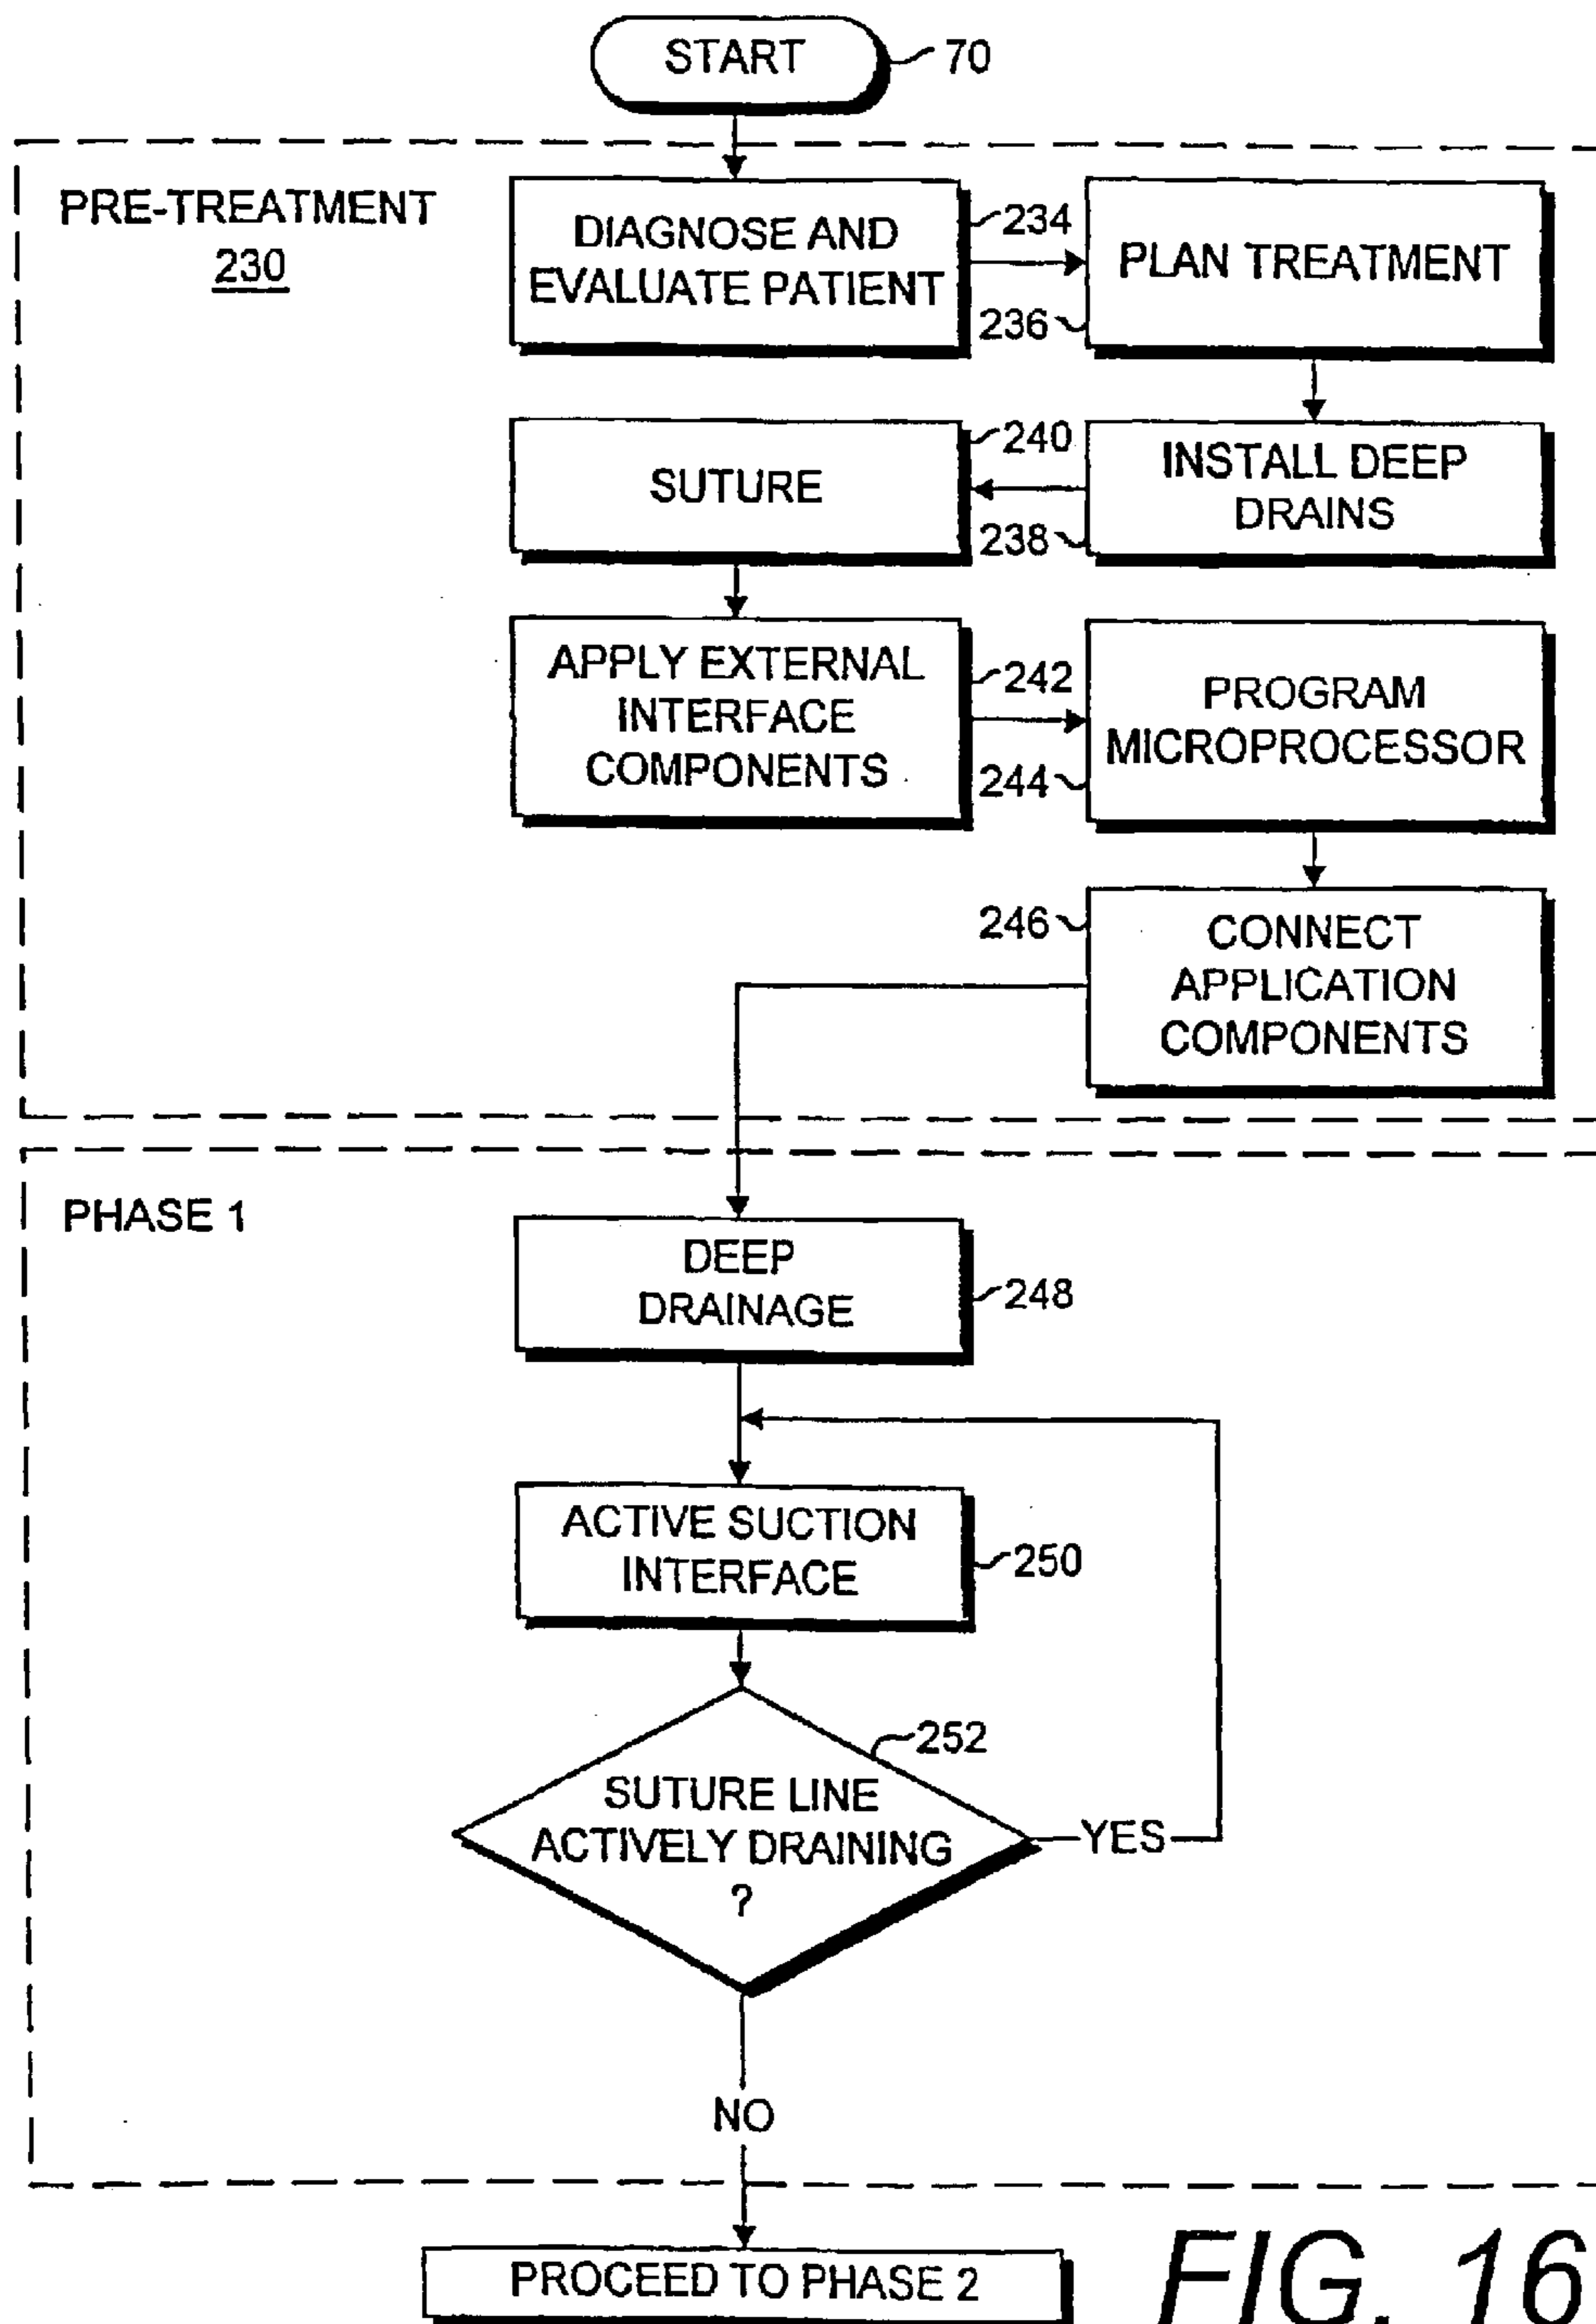 START
70
PRE-TREATMENT
230
DIAGNOSE AND
EVALUATE PATIENT
234
PLAN TREATMENT
236
INSTALL DEEP
DRAINS
238
SUTURE
240
APPLY EXTERNAL
INTERFACE
COMPONENTS
242
PROGRAM
MICROPROCESSOR
244
CONNECT
APPLICATION
COMPONENTS
246
PHASE 1
DEEP
DRAINAGE
248
ACTIVE SUCTION
INTERFACE
250
SUTURE LINE
ACTIVELY DRAINING
?
252
YES
NO
PROCEED TO PHASE 2
FIG. 16